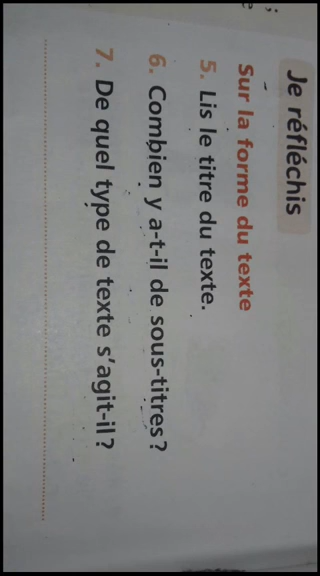 Je réfléchis
Sur la forme du texte
5. Lis le titre du texte.
6. Combien y a-t-il de sous-titres ?
7. De quel type de texte s'agit-il ?